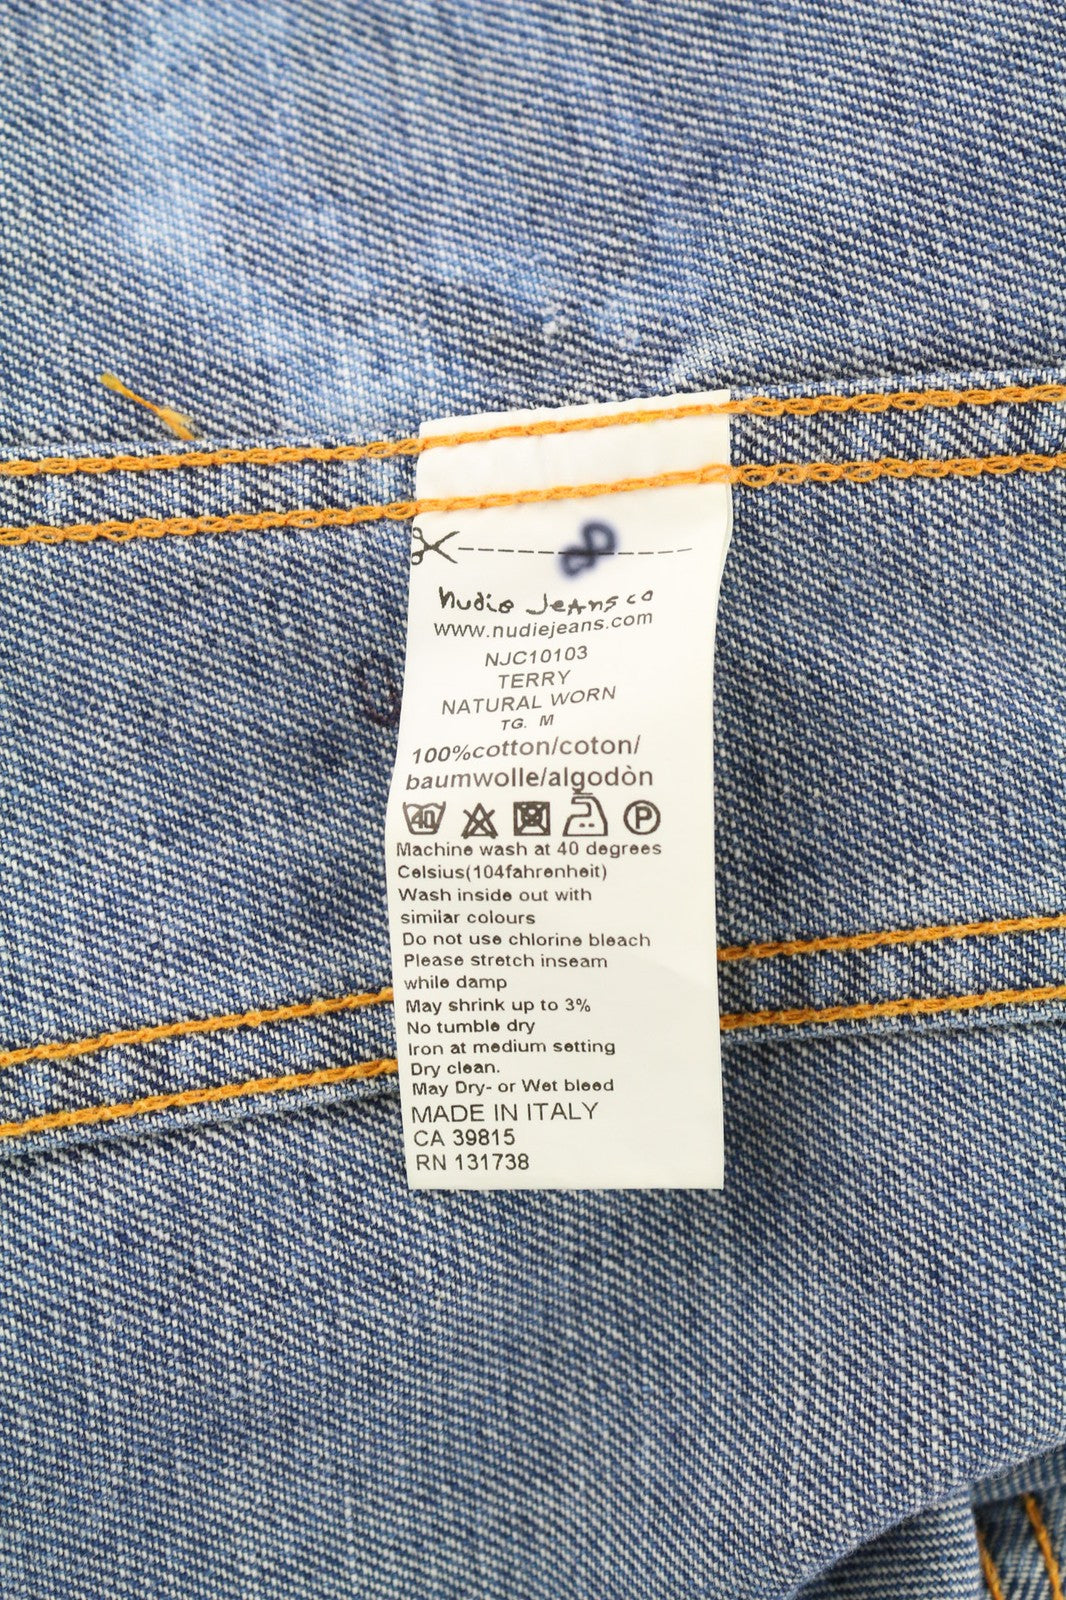 8
nudie jeans co
www.nudiejeans.com
NJC10103
TERRY
NATURAL WORN
TG. M
100%cotton/coton/
baumwolle/algodòn
40 P
Machine wash at 40 degrees
Celsius(104fahrenheit)
Wash inside out with
similar colours
Do not use chlorine bleach
Please stretch inseam
while damp
May shrink up to 3%
No tumble dry
Iron at medium setting
Dry clean.
May Dry- or Wet bleed
MADE IN ITALY
CA 39815
RN 131738